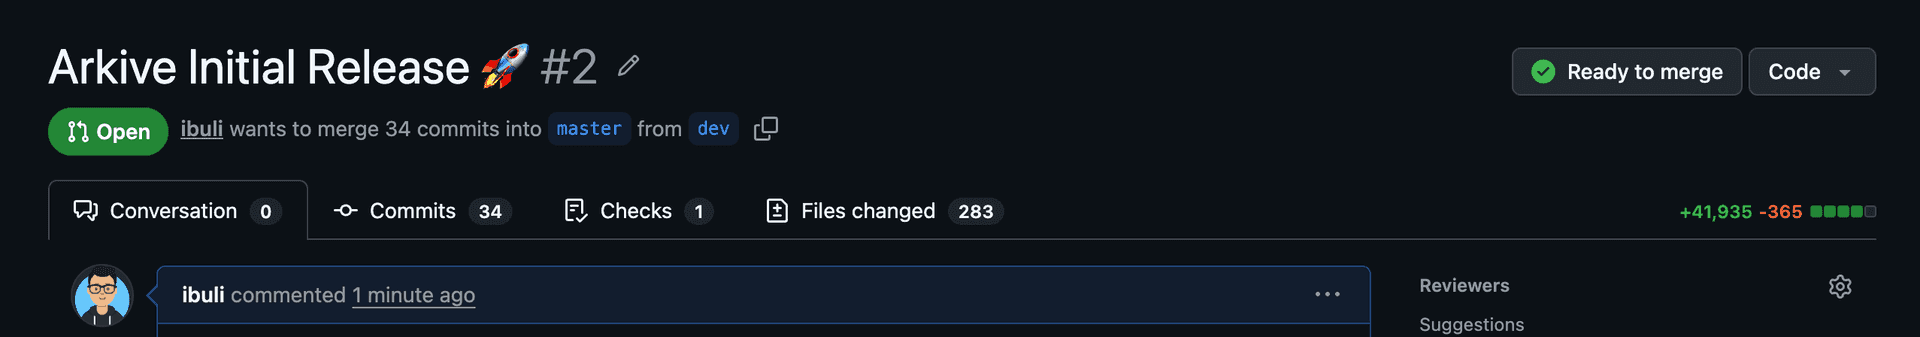 Arkive Initial Release 🚀 #2
Ready to merge
Code
Open
ibuli wants to merge 34 commits into master from dev
Conversation 0
Commits 34
Checks 1
Files changed 283
+41,935 -365
ibuli commented 1 minute ago
Reviewers
Suggestions